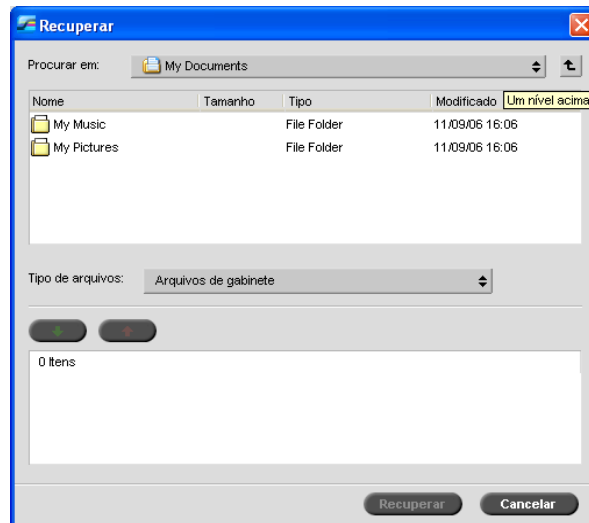 Recuperar
Procurar em: My Documents
Nome Tamanho Tipo Modificado Um nível acima
My Music File Folder 11/09/06 16:06
My Pictures File Folder 11/09/06 16:06
Tipo de arquivos: Arquivos de gabinete
0 Itens
Recuperar Cancelar